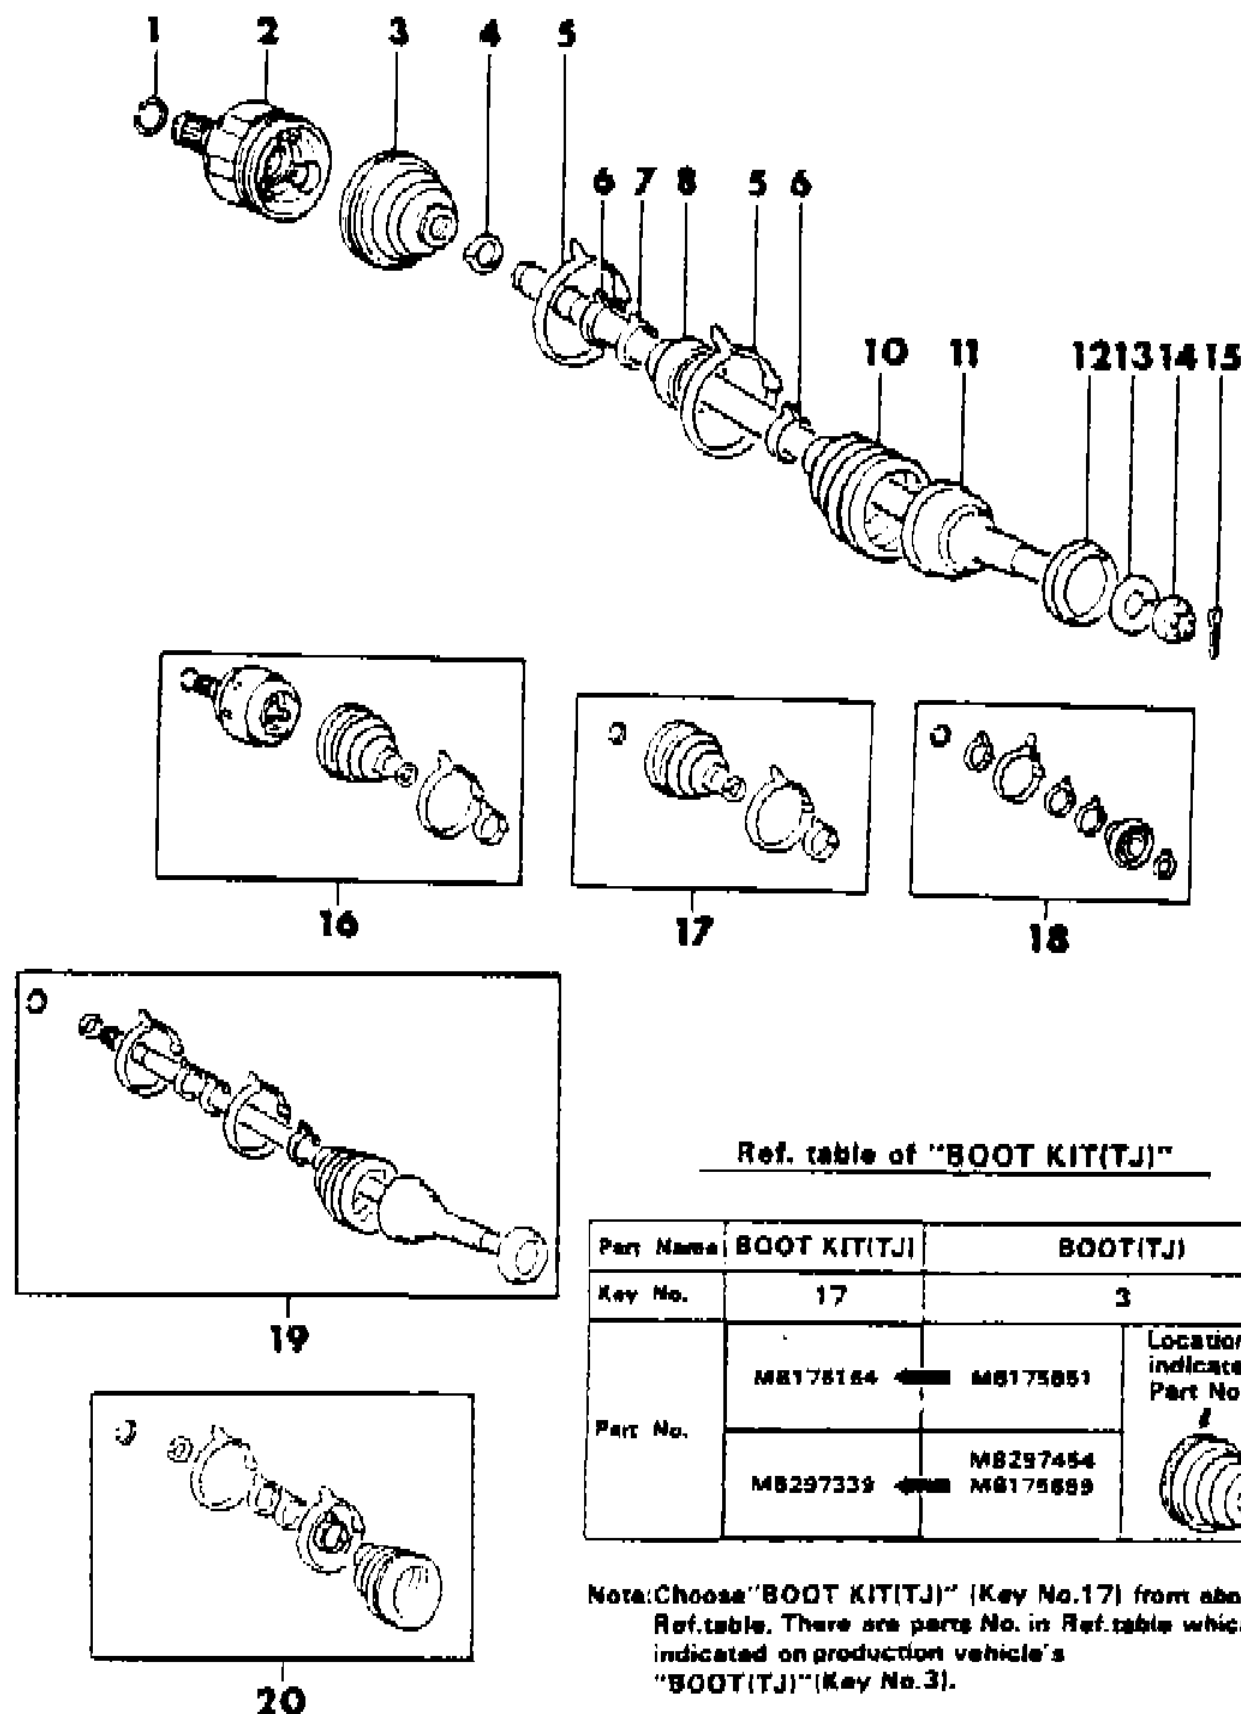 1 2 3 4 5
6 7 8 5 6
10 11 12 13 14 15
16 17 18
19
Ref. table of "BOOT KIT(TJ)"
Part Name BOOT KIT(TJ) BOOT(TJ)
Key No. 17 3
Part No.
MB297339
MB297454
Location
indicate
Part No
20
Note:Choose"BOOT KIT(TJ)" (Key No.17) from abo
Ref.table. There are parts No. in Ref.table whic
indicated on production vehicle's
"BOOT(TJ)"(Key No.3).